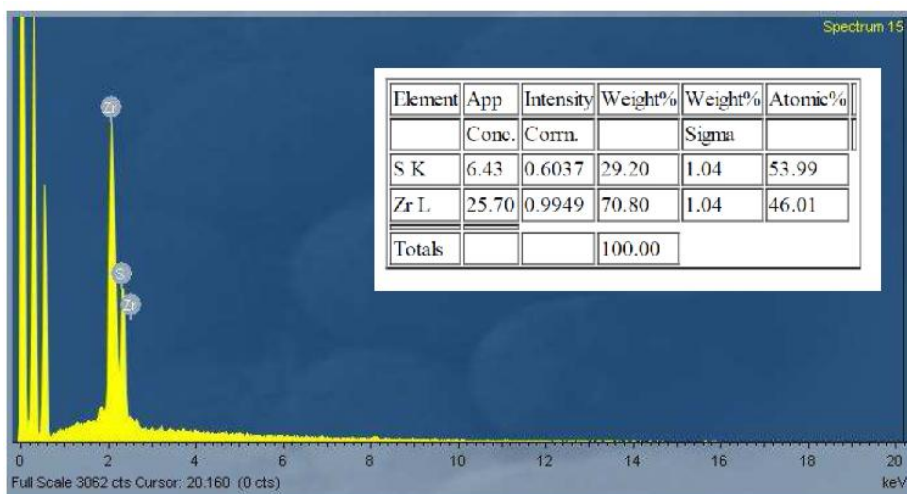 Spectrum 15
Element App Intensity Weight% Weight% Atomic%
Conc. Corrn. Sigma
S K 6.43 0.6037 29.20 1.04 53.99
Zr L 25.70 0.9949 70.80 1.04 46.01
Totals 100.00
Zr
S
Zr
0 2 4 6 8 10 12 14 16 18 20
Full Scale 3062 cts Cursor: 20.160 (0 cts) keV